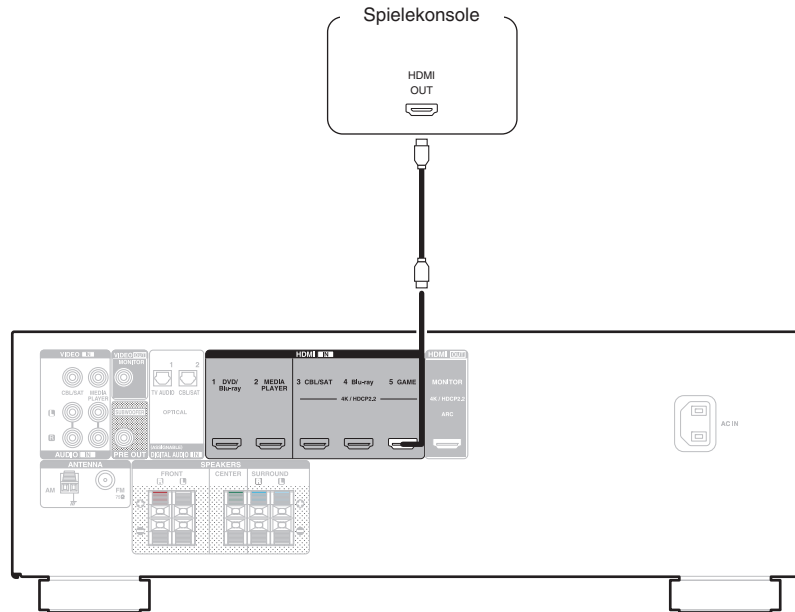 Spielekonsole
HDMI
OUT
VIDEO IN
VIDEO OUT
MONITOR
1 2
HDMI IN
HDMI OUT
CBL/SAT
MEDIA
PLAYER
TV AUDIO CBL/SAT
OPTICAL
1 DVD/
Blu-ray
2 MEDIA
PLAYER
3 CBL/SAT
4 Blu-ray
5 GAME
4K / HDCP2.2
MONITOR
4K / HDCP2.2
ARC
SUBWOOFER
L
R
AUDIO IN
PRE OUT
DIGITAL AUDIO IN
AC IN
ANTENNA
AM
FM
SPEAKERS
FRONT
CENTER
SURROUND
L R
L R